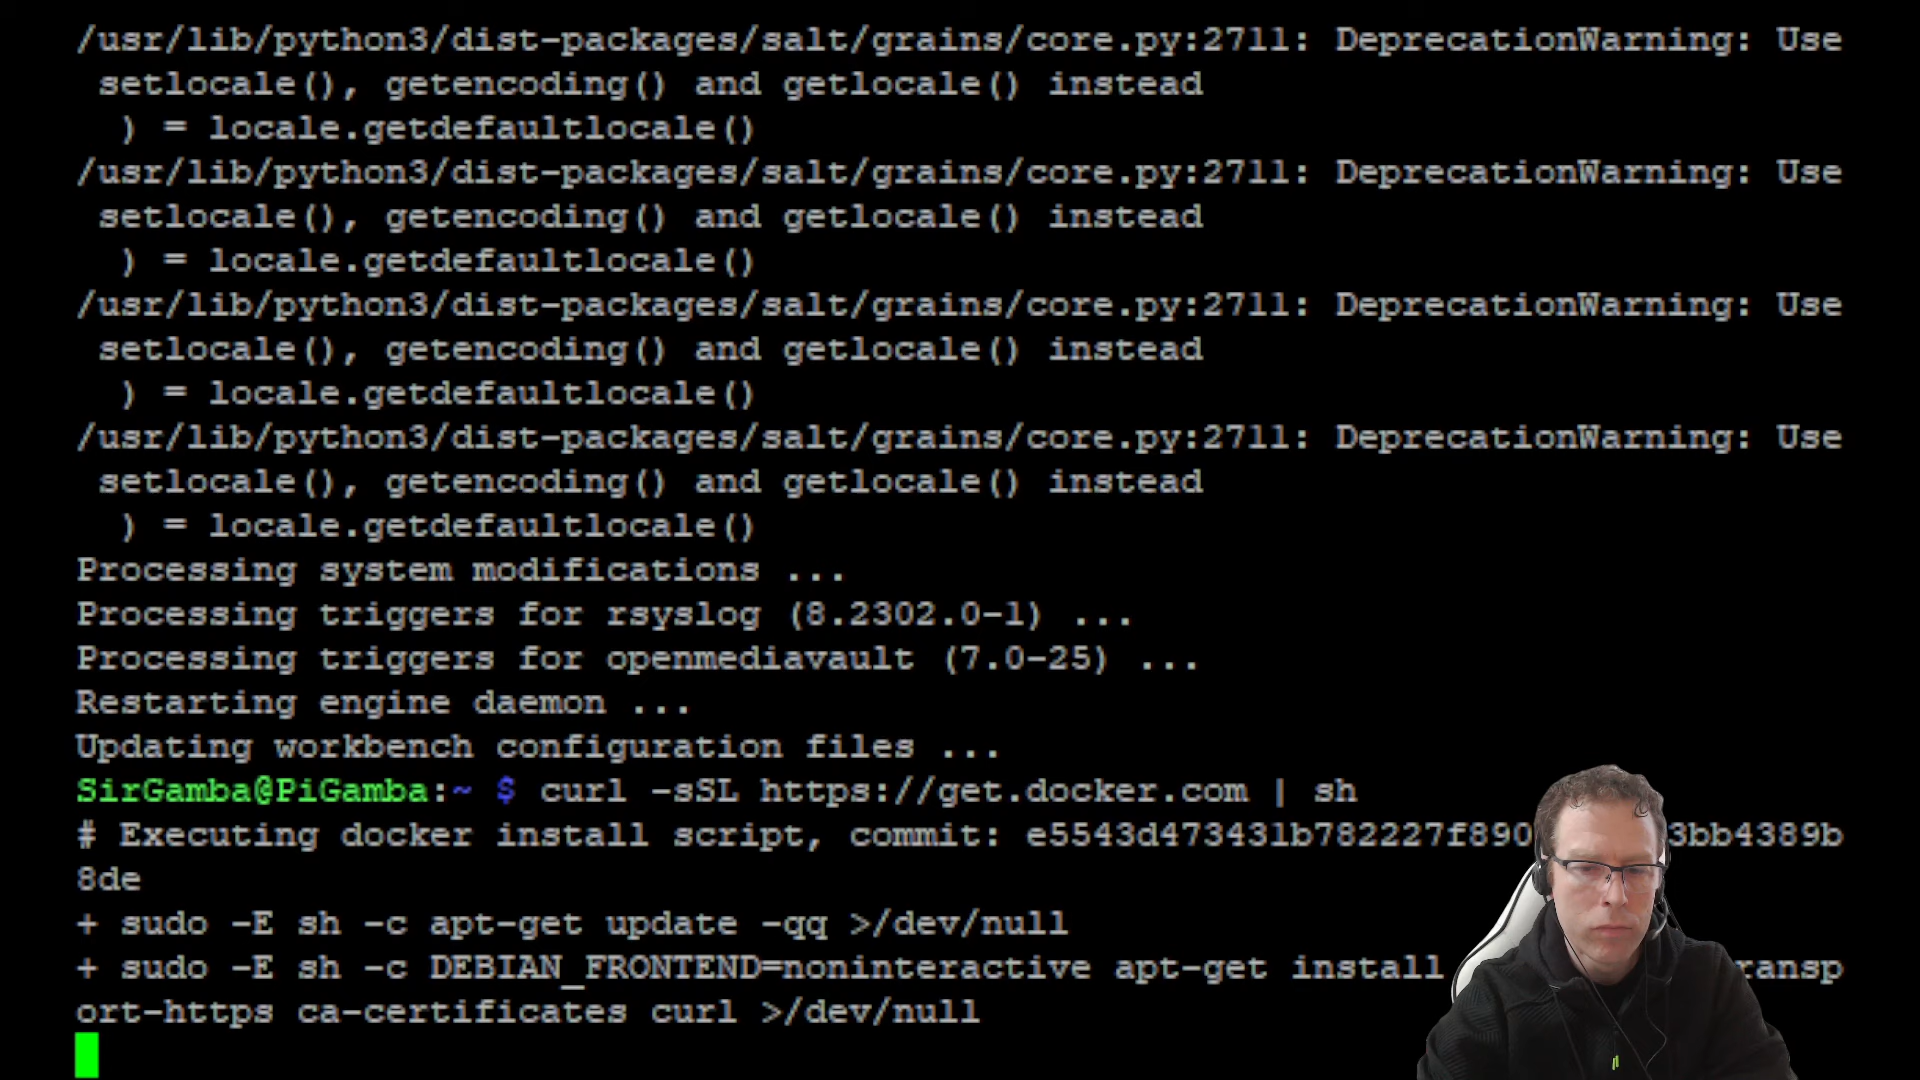 /usr/lib/python3/dist-packages/salt/grains/core.py:2711: DeprecationWarning: Use
setlocale(), getencoding() and getlocale() instead
) = locale.getdefaultlocale()
/usr/lib/python3/dist-packages/salt/grains/core.py:2711: DeprecationWarning: Use
setlocale(), getencoding() and getlocale() instead
) = locale.getdefaultlocale()
/usr/lib/python3/dist-packages/salt/grains/core.py:2711: DeprecationWarning: Use
setlocale(), getencoding() and getlocale() instead
) = locale.getdefaultlocale()
/usr/lib/python3/dist-packages/salt/grains/core.py:2711: DeprecationWarning: Use
setlocale(), getencoding() and getlocale() instead
) = locale.getdefaultlocale()
Processing system modifications ...
Processing triggers for rsyslog (8.2302.0-1) ...
Processing triggers for openmediavault (7.0-25) ...
Restarting engine daemon ...
Updating workbench configuration files ...
SirGamba@PiGamba:~ $ curl -sSL https://get.docker.com | sh
# Executing docker install script, commit: e5543d473431b782227f890 3bb4389b
8de
+ sudo -E sh -c apt-get update -qq >/dev/null
+ sudo -E sh -c DEBIAN_FRONTEND=noninteractive apt-get install ransp
ort-https ca-certificates curl >/dev/null